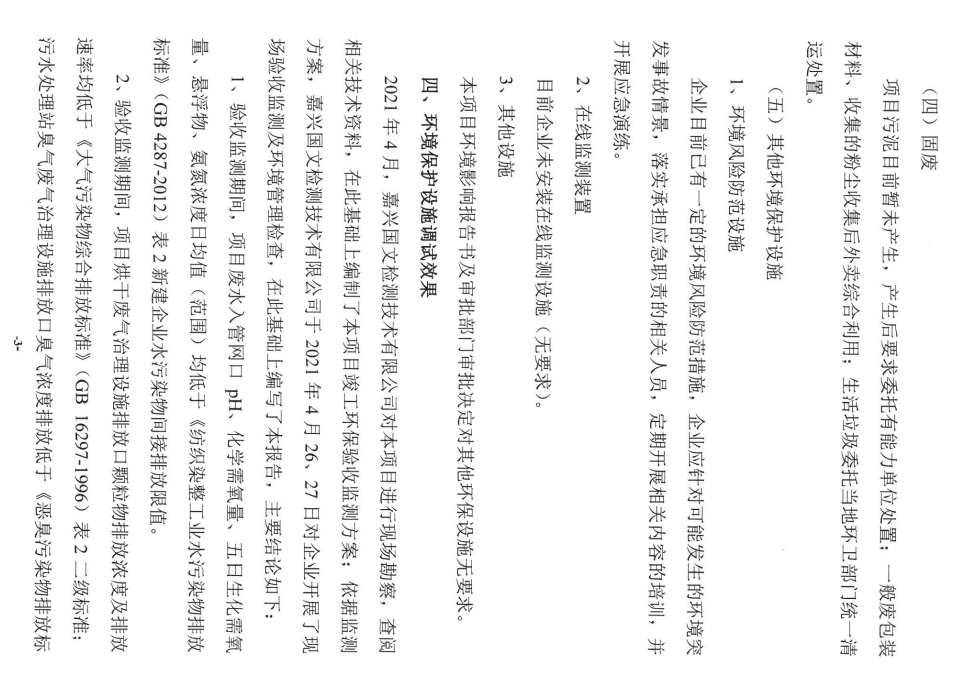 （四）固废
项目污泥目前暂未产生，产生后要求委托有能力单位处置；一般废包装
材料、收集的粉尘收集后外卖综合利用；生活垃圾委托当地环卫部门统一清
运处置。
（五）其他环境保护设施
1、环境风险防范设施
企业目前已有一定的环境风险防范措施，企业应针对可能发生的环境突
发事故情景，落实承担应急职责的相关人员，定期开展相关内容的培训，并
开展应急演练。
2、在线监测装置
目前企业未安装在线监测设施（无要求）。
3、其他设施
本项目环境影响报告书及审批部门审批决定对其他环保设施无要求。
四、环境保护设施调试效果
2021 年 4 月，嘉兴国文检测技术有限公司对本项目进行现场勘察，查阅
相关技术资料，在此基础上编制了本项目竣工环保验收监测方案；依据监测
方案，嘉兴国文检测技术有限公司于 2021 年 4 月 26、27 日对企业开展了现
场验收监测及环境管理检查，在此基础上编写了本报告，主要结论如下：
1、验收监测期间，项目废水入管网口 pH、化学需氧量、五日生化需氧
量、悬浮物、氨氮浓度日均值（范围）均低于《纺织染整工业水污染物排放
标准》（GB 4287-2012）表 2 新建企业水污染物间接排放限值。
2、验收监测期间，项目烘干废气治理设施排放口颗粒物排放浓度及排放
速率均低于《大气污染物综合排放标准》（GB 16297-1996）表 2 二级标准；
污水处理站臭气废气治理设施排放口臭气浓度排放低于《恶臭污染物排放标
-3-